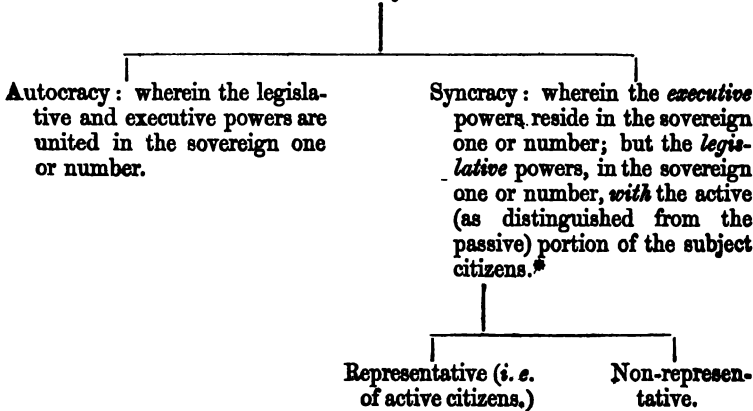 Autocracy: wherein the legisla-
tive and executive powers are
united in the sovereign one
or number.
Syncracy: wherein the executive
powers reside in the sovereign
one or number; but the legis-
lative powers, in the sovereign
one or number, with the active
(as distinguished from the
passive) portion of the subject
citizens.*
Representative (i. e.
of active citizens.)
Non-represen-
tative.